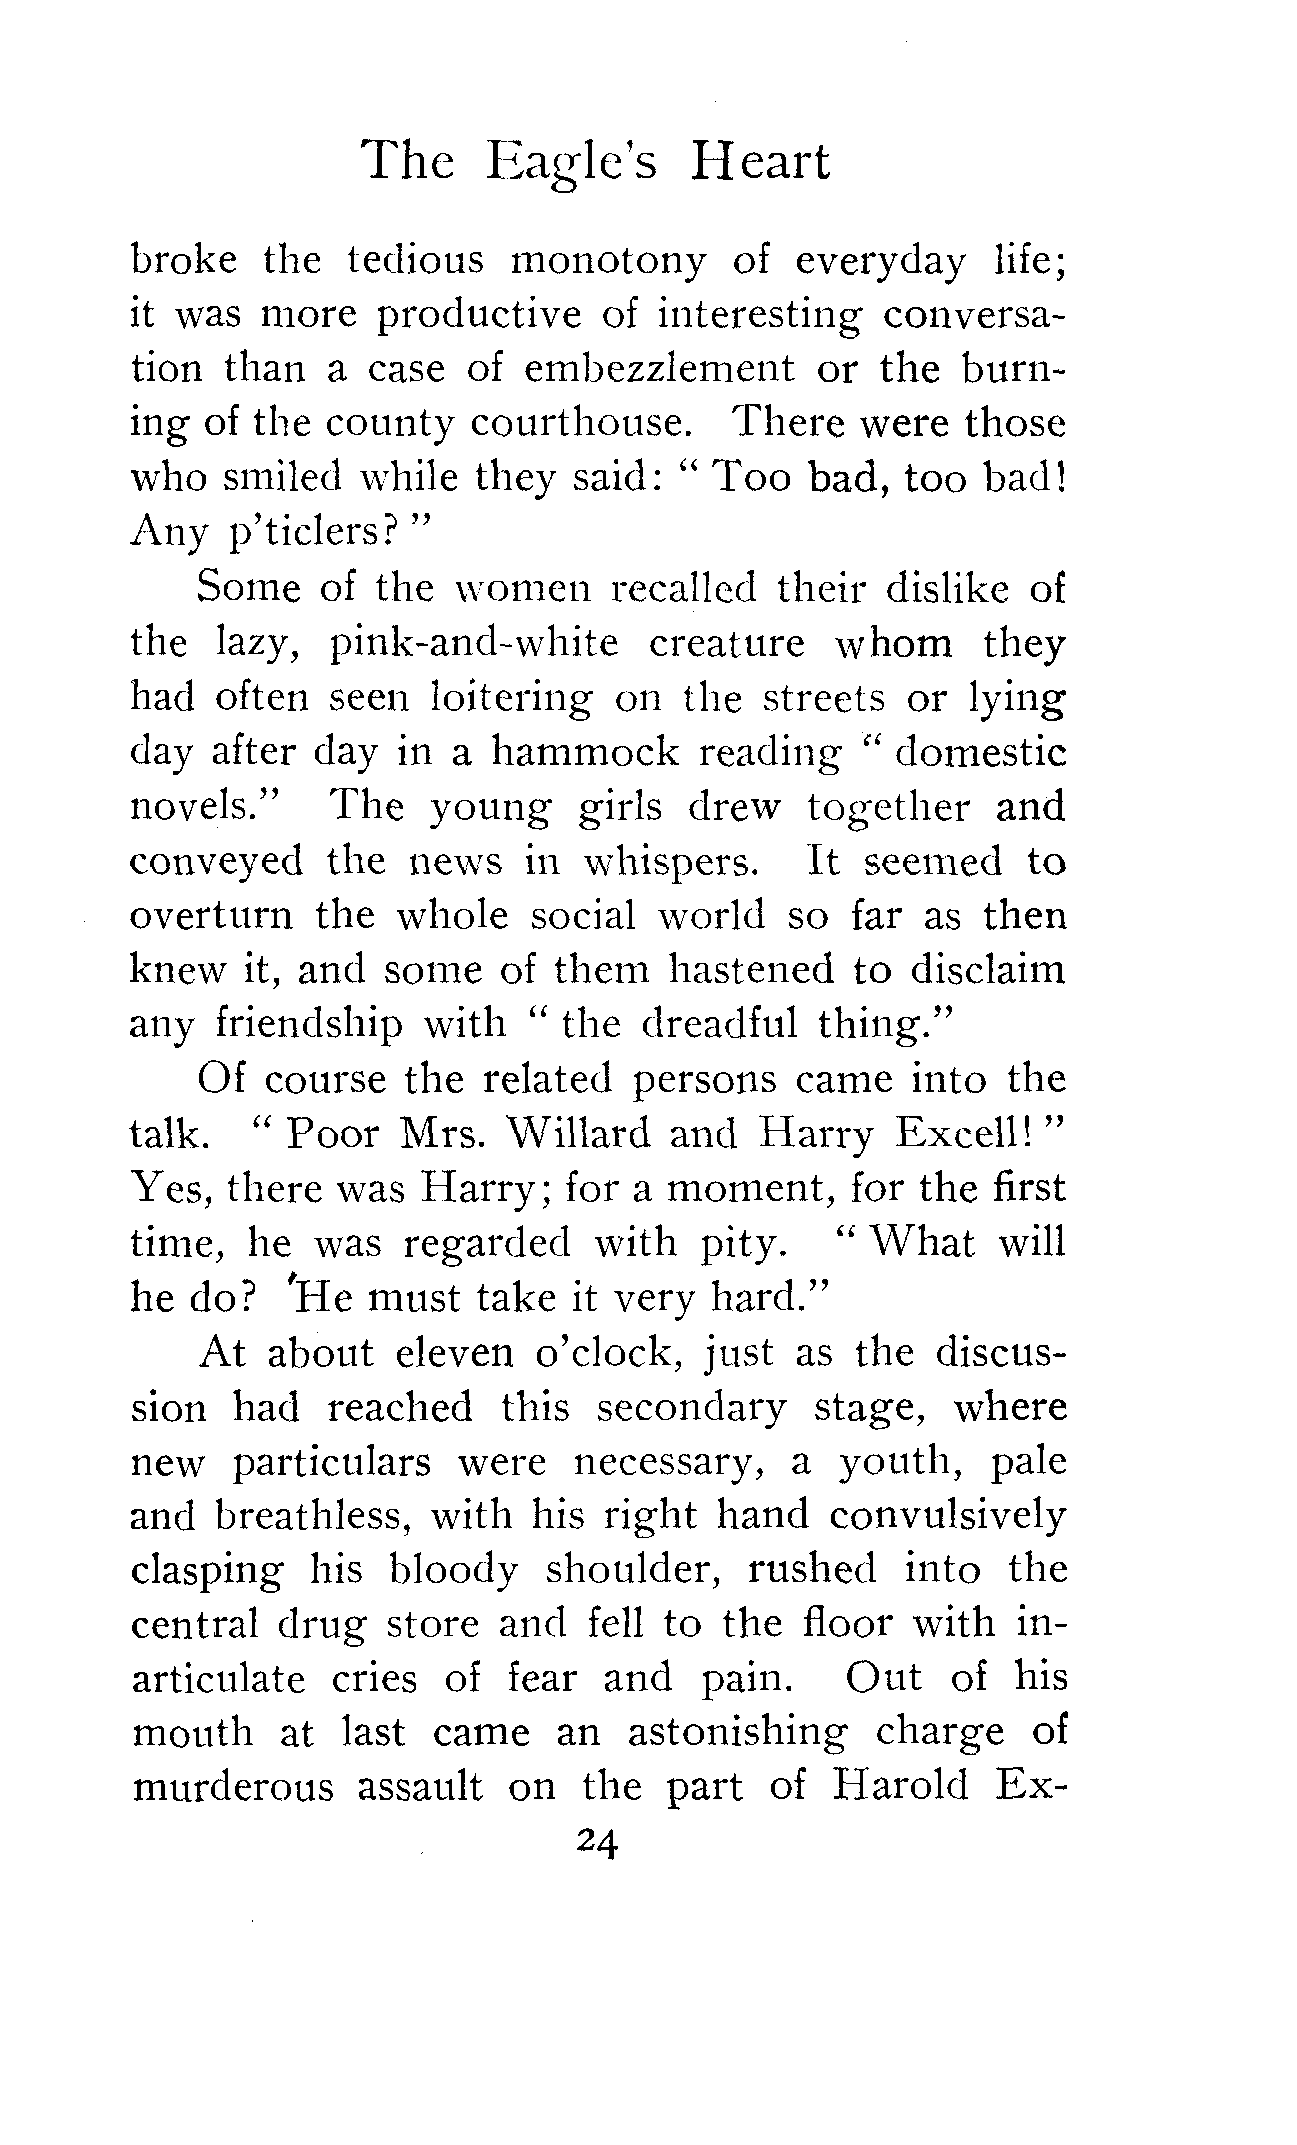 The Eagle's Heart
broke the tedious monotony of everyday life;
it was more productive of interesting conversa-
tion than a case of embezzlement or the burn-
ing of the county courthouse. There were those
who smiled while they said: " Too bad, too bad!
Any p'ticlers? "
Some of the women recalled their dislike of
the lazy, pink-and-white creature whom they
had often seen loitering on the streets or lying
day after day in a hammock reading " domestic
novels." The young girls drew together and
conveyed the news in whispers. It seemed to
overturn the whole social world so far as then
knew it, and some of them hastened to disclaim
any friendship with " the dreadful thing."
Of course the related persons came into the
talk. " Poor Mrs. Willard and Harry Excell! "
Yes, there was Harry; for a moment, for the first
time, he was regarded with pity. " What will
he do? 'He must take it very hard."
At about eleven o'clock, just as the discus-
sion had reached this secondary stage, where
new particulars were necessary, a youth, pale
and breathless, with his right hand convulsively
clasping his bloody shoulder, rushed into the
central drug store and fell to the floor with in-
articulate cries of fear and pain. Out of his
mouth at last came an astonishing charge of
murderous assault on the part of Harold Ex-
24